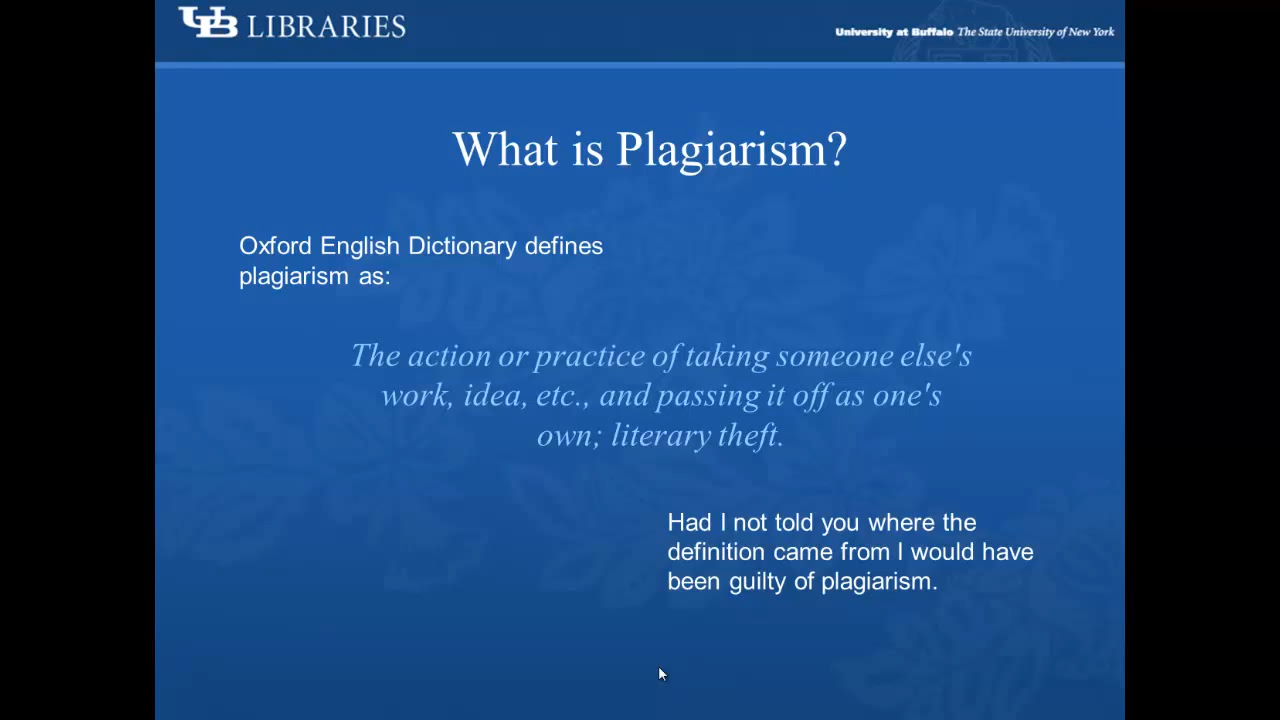 UB LIBRARIES
University at Buffalo The State University of New York
What is Plagiarism?
Oxford English Dictionary defines
plagiarism as:
The action or practice of taking someone else's
work, idea, etc., and passing it off as one's
own; literary theft.
Had I not told you where the
definition came from I would have
been guilty of plagiarism.